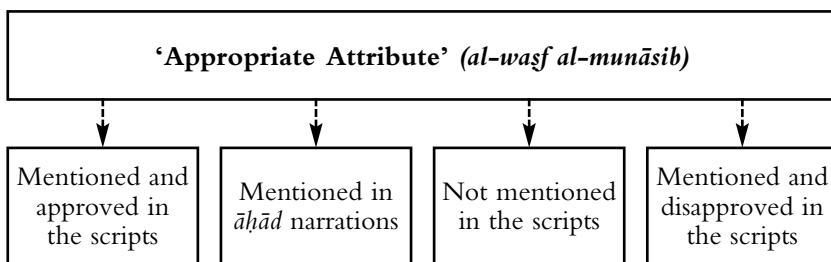 ‘Appropriate Attribute’ (al-waṣf al-munāsib)
Mentioned and
approved in
the scripts
Mentioned in
āḥād narrations
Not mentioned
in the scripts
Mentioned and
disapproved in
the scripts